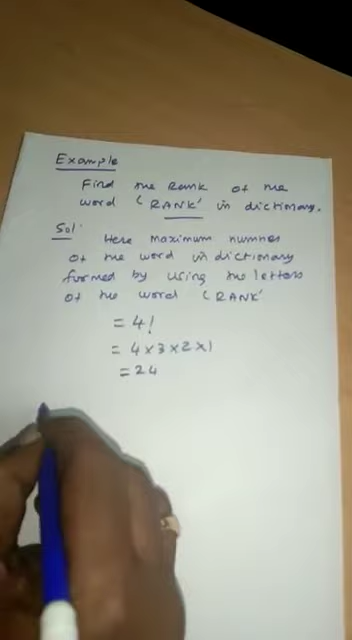 Example
Find the Rank of the
word 'RANK' in dictionary.
Sol:
Here maximum number
of the word in dictionary
formed by using the letters
of the word 'RANK'
= 4!
= 4×3×2×1
= 24